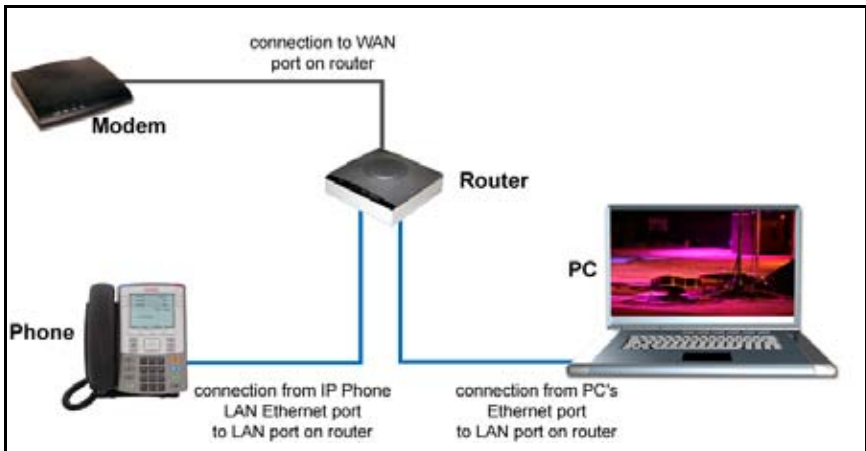 connection to WAN
port on router
Modem
Router
PC
Phone
connection from IP Phone
LAN Ethernet port
to LAN port on router
connection from PC's
Ethernet port
to LAN port on router